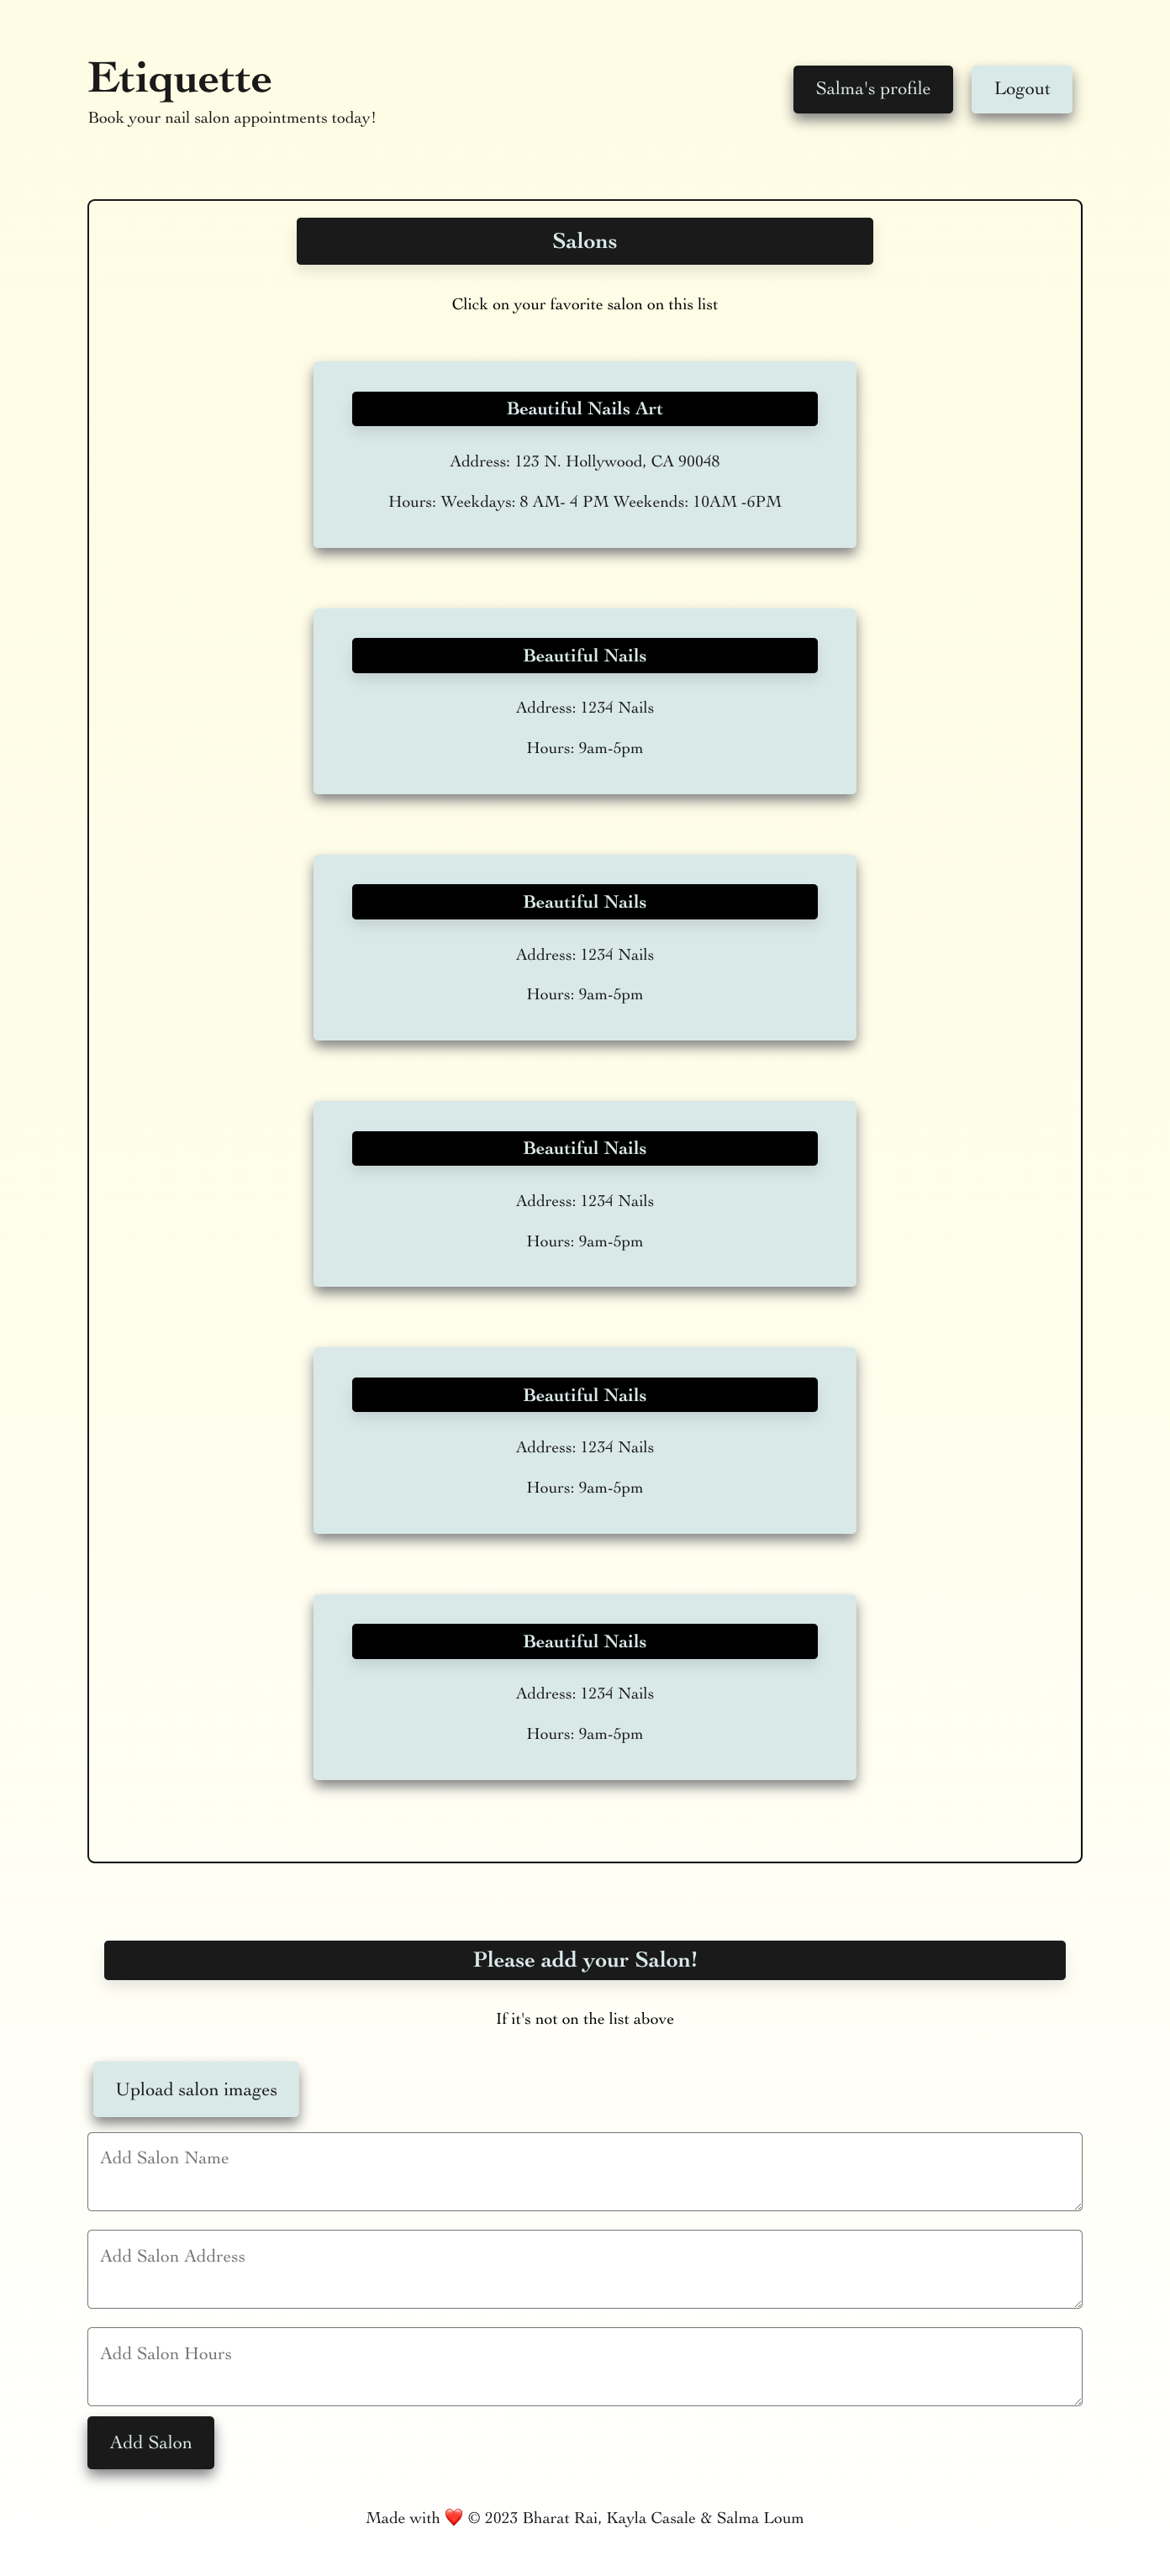 Etiquette
Book your nail salon appointments today!
Salma's profile
Logout
Salons
Click on your favorite salon on this list
Beautiful Nails Art
Address: 123 N. Hollywood, CA 90048
Hours: Weekdays: 8 AM- 4 PM Weekends: 10AM -6PM
Beautiful Nails
Address: 1234 Nails
Hours: 9am-5pm
Beautiful Nails
Address: 1234 Nails
Hours: 9am-5pm
Beautiful Nails
Address: 1234 Nails
Hours: 9am-5pm
Beautiful Nails
Address: 1234 Nails
Hours: 9am-5pm
Beautiful Nails
Address: 1234 Nails
Hours: 9am-5pm
Please add your Salon!
If it's not on the list above
Upload salon images
Add Salon Name
Add Salon Address
Add Salon Hours
Add Salon
Made with ❤️ © 2023 Bharat Rai, Kayla Casale & Salma Loum